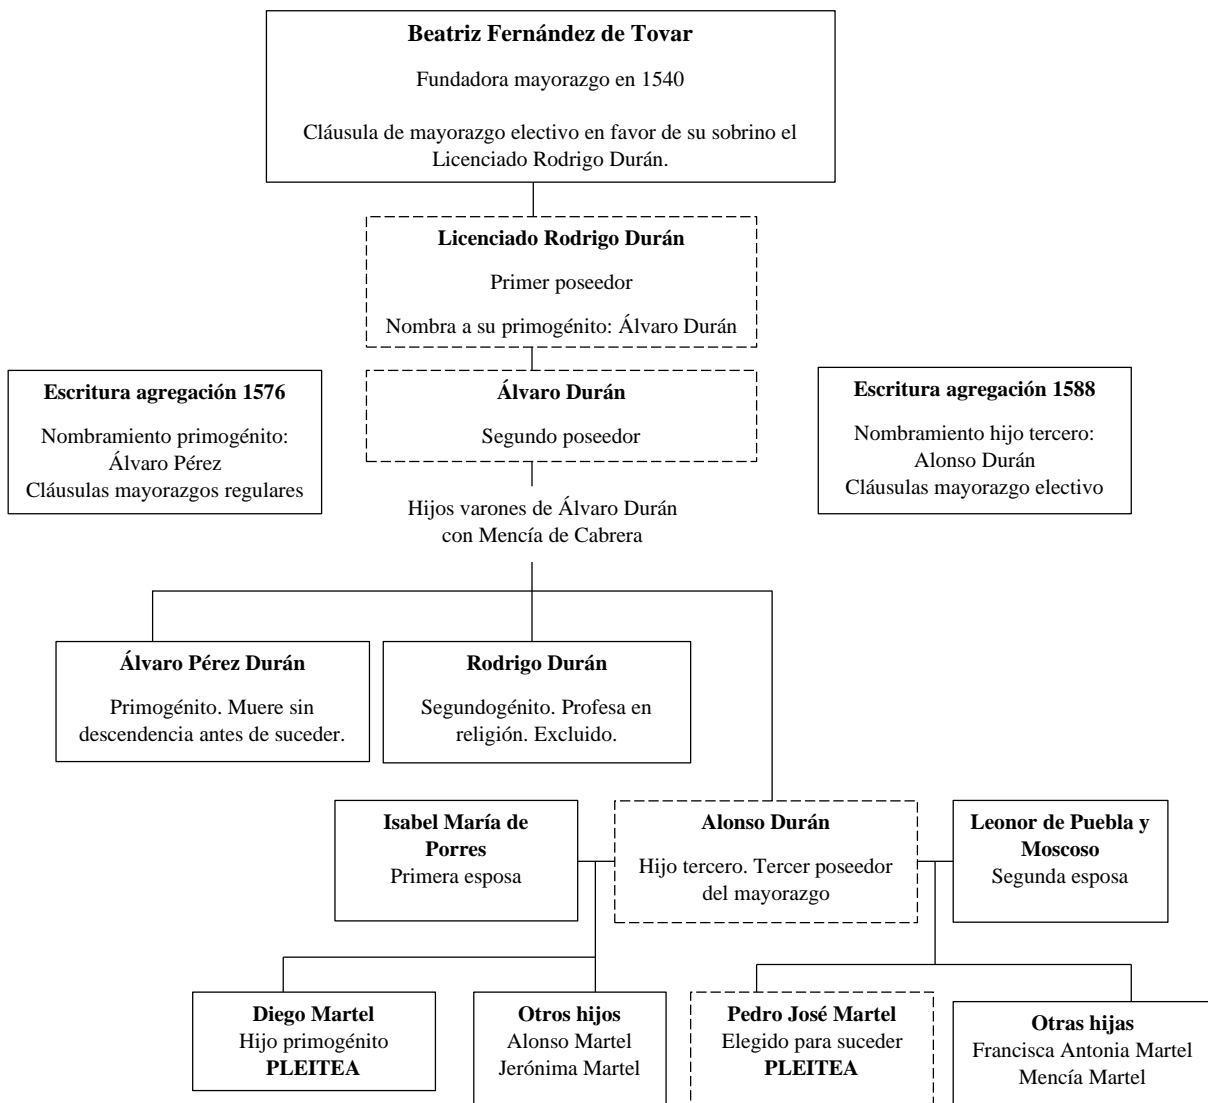 Beatriz Fernández de Tovar
Fundadora mayorazgo en 1540
Cláusula de mayorazgo electivo en favor de su sobrino el
Licenciado Rodrigo Durán.
Licenciado Rodrigo Durán
Primer poseedor
Nombra a su primogénito: Álvaro Durán
Escritura agregación 1576
Nombramiento primogénito:
Álvaro Pérez
Cláusulas mayorazgos regulares
Álvaro Durán
Segundo poseedor
Escritura agregación 1588
Nombramiento hijo tercero:
Alonso Durán
Cláusulas mayorazgo electivo
Hijos varones de Álvaro Durán
con Mencía de Cabrera
Álvaro Pérez Durán
Primogénito. Muere sin
descendencia antes de suceder.
Rodrigo Durán
Segundogénito. Profesa en
religión. Excluido.
Isabel María de
Porres
Primera esposa
Alonso Durán
Hijo tercero. Tercer poseedor
del mayorazgo
Leonor de Puebla y
Moscoso
Segunda esposa
Diego Martel
Hijo primogénito
PLEITEA
Otros hijos
Alonso Martel
Jerónima Martel
Pedro José Martel
Elegido para suceder
PLEITEA
Otras hijas
Francisca Antonia Martel
Mencía Martel